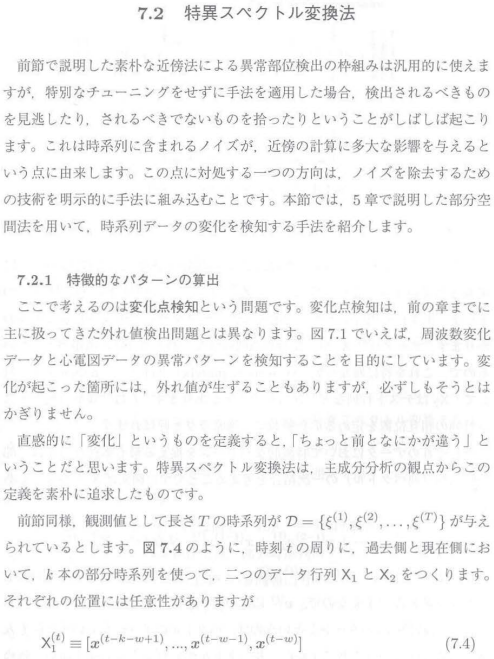 7.2 特異スペクトル変換法
前節で説明した素朴な近傍法による異常部位検出の枠組みは汎用的に使えま
すが，特別なチューニングをせずに手法を適用した場合，検出されるべきもの
を見逃したり，されるべきでないものを拾ったりということがしばしば起こり
ます。これは時系列に含まれるノイズが，近傍の計算に多大な影響を与えると
いう点に由来します。この点に対処する一つの方向は，ノイズを除去するため
の技術を明示的に手法に組み込むことです。本節では，5 章で説明した部分空
間法を用いて，時系列データの変化を検知する手法を紹介します。
7.2.1 特徴的なパターンの算出
ここで考えるのは変化点検知という問題です。変化点検知は，前の章までに
主に扱ってきた外れ値検出問題とは異なります。図 7.1 でいえば，周波数変化
データと心電図データの異常パターンを検知することを目的にしています。変
化が起こった箇所には，外れ値が生ずることもありますが，必ずしもそうとは
かぎりません。
直感的に「変化」というものを定義すると，「ちょっと前となにかが違う」と
いうことだと思います。特異スペクトル変換法は，主成分分析の観点からこの
定義を素朴に追求したものです。
前節同様，観測値として長さ T の時系列が D = {ξ^(1), ξ^(2), . . . , ξ^(T)} が与え
られているとします。図 7.4 のように，時刻 t の周りに，過去側と現在側にお
いて，k 本の部分時系列を使って，二つのデータ行列 X₁ と X₂ をつくります。
それぞれの位置には任意性がありますが
X₁^(t) ≡ [x^(t−k−w+1), ..., x^(t−w−1), x^(t−w)] (7.4)